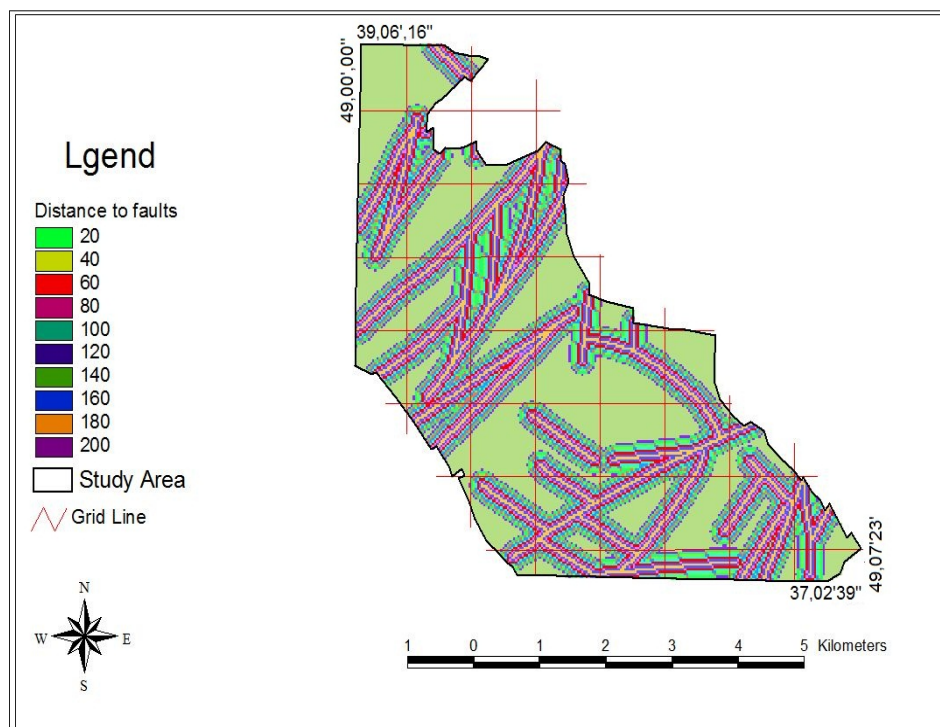 39,06',16"
49,00',00"
Lgend
Distance to faults
20
40
60
80
100
120
140
160
180
200
Study Area
Grid Line
N
W E
S
49,07'23'
37,02'39"
1 0 1 2 3 4 5 Kilometers